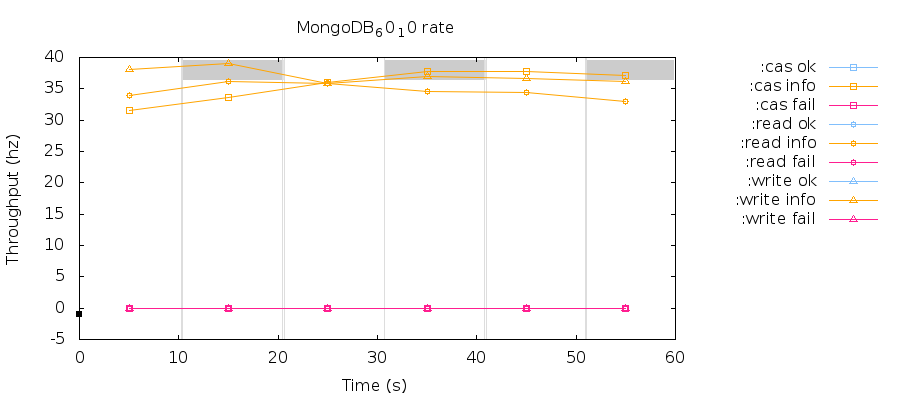 MongoDB₆0₁0 rate
Throughput (hz)
40
35
30
25
20
15
10
5
0
-5
0 10 20 30 40 50 60
Time (s)
:cas ok
:cas info
:cas fail
:read ok
:read info
:read fail
:write ok
:write info
:write fail